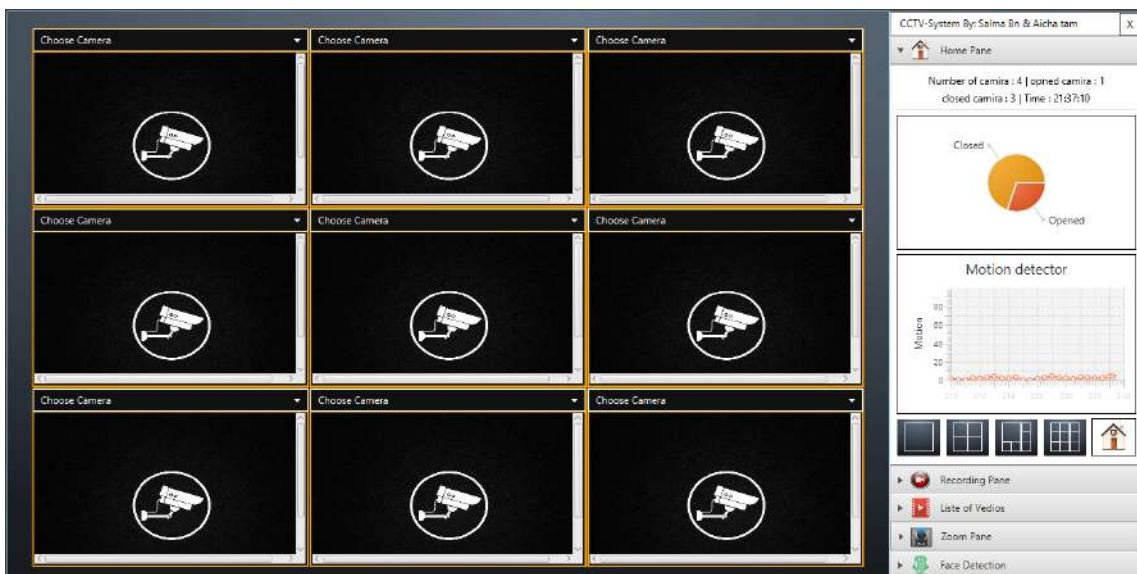 Choose Camera
Choose Camera
Choose Camera
Choose Camera
Choose Camera
Choose Camera
Choose Camera
Choose Camera
Choose Camera
CCTV-System By: Salma Bn & Aicha tam
X
Home Pane
Number of camira : 4 | opned camira : 1
closed camira : 3 | Time : 21:37:10
Closed
Opened
Motion detector
Motion
80
60
40
20
0
Recording Pane
Liste of Vedios
Zoom Pane
Face Detection